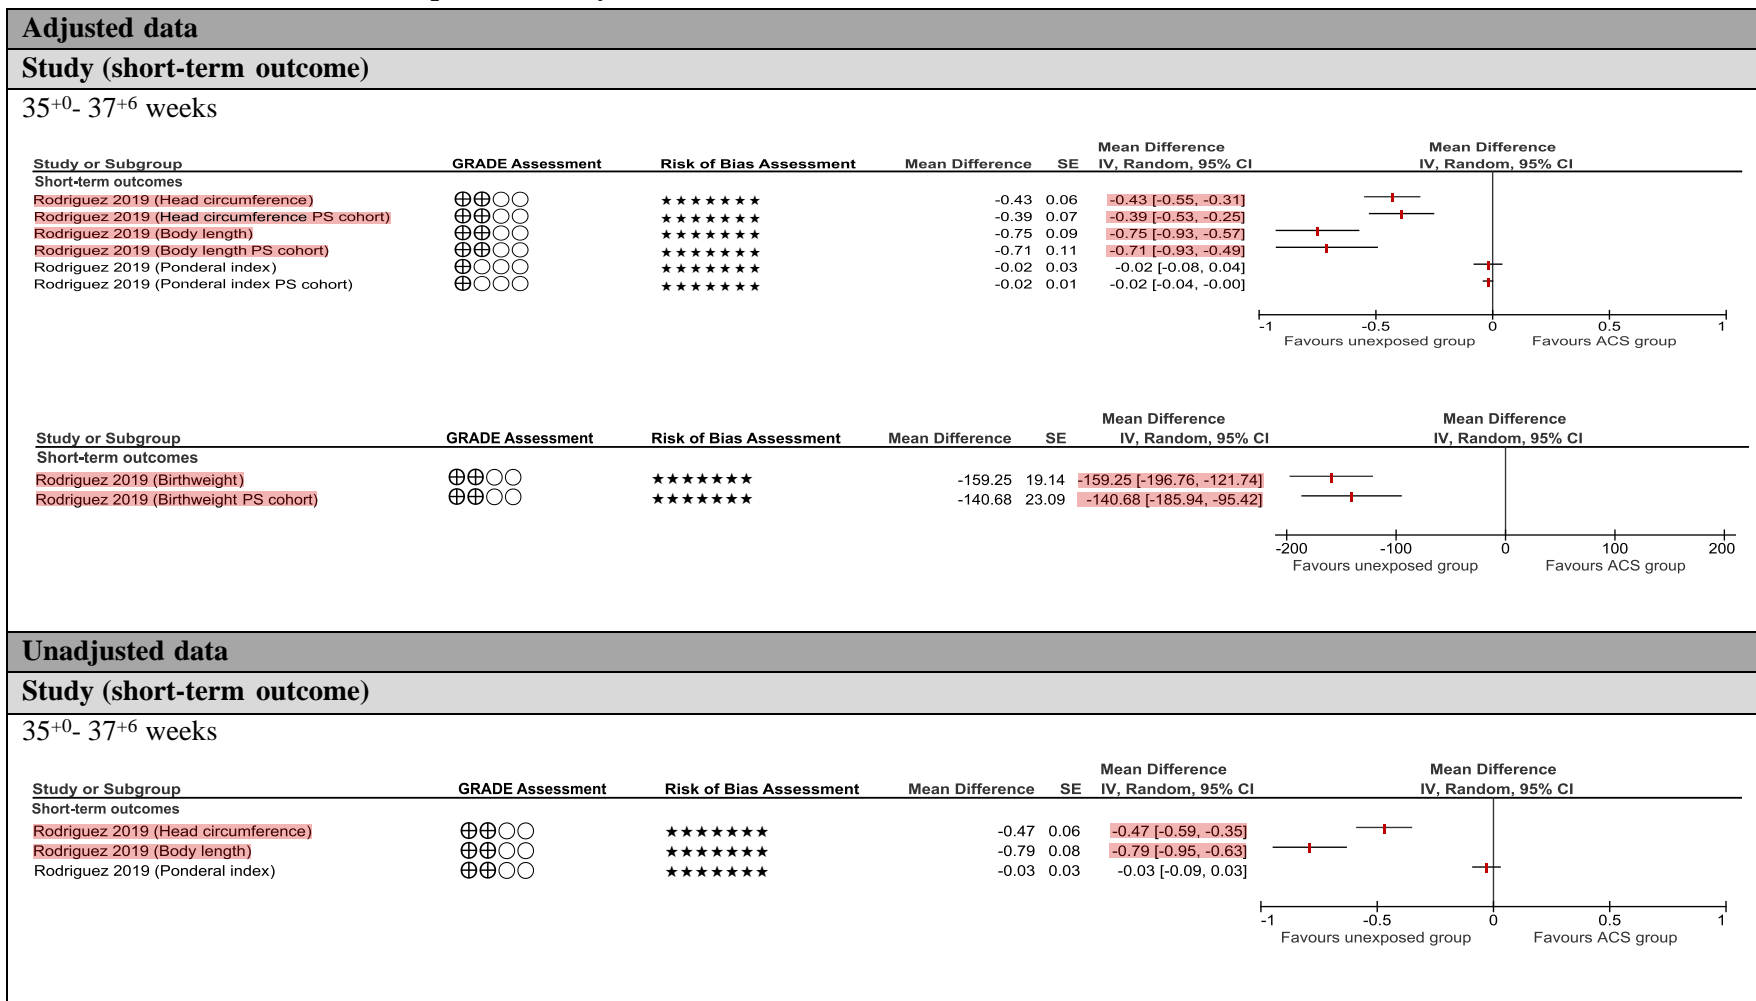 Adjusted data
Study (short-term outcome)
35+0- 37+6 weeks
Mean Difference Mean Difference
Study or Subgroup GRADE Assessment Risk of Bias Assessment Mean Difference SE IV, Random, 95% CI IV, Random, 95% CI
Short-term outcomes
Rodriguez 2019 (Head circumference) ⊕⊕○○ ★★★★★★★ -0.43 0.06 -0.43 [-0.55, -0.31]
Rodriguez 2019 (Head circumference PS cohort) ⊕⊕○○ ★★★★★★★ -0.39 0.07 -0.39 [-0.53, -0.25]
Rodriguez 2019 (Body length) ⊕⊕○○ ★★★★★★★ -0.75 0.09 -0.75 [-0.93, -0.57]
Rodriguez 2019 (Body length PS cohort) ⊕⊕○○ ★★★★★★★ -0.71 0.11 -0.71 [-0.93, -0.49]
Rodriguez 2019 (Ponderal index) ⊕○○○ ★★★★★★★ -0.02 0.03 -0.02 [-0.08, 0.04]
Rodriguez 2019 (Ponderal index PS cohort) ⊕○○○ ★★★★★★★ -0.02 0.01 -0.02 [-0.04, -0.00]
-1 -0.5 0 0.5 1
Favours unexposed group Favours ACS group
Mean Difference Mean Difference
Study or Subgroup GRADE Assessment Risk of Bias Assessment Mean Difference SE IV, Random, 95% CI IV, Random, 95% CI
Short-term outcomes
Rodriguez 2019 (Birthweight) ⊕⊕○○ ★★★★★★★ -159.25 19.14 -159.25 [-196.76, -121.74]
Rodriguez 2019 (Birthweight PS cohort) ⊕⊕○○ ★★★★★★★ -140.68 23.09 -140.68 [-185.94, -95.42]
-200 -100 0 100 200
Favours unexposed group Favours ACS group
Unadjusted data
Study (short-term outcome)
35+0- 37+6 weeks
Mean Difference Mean Difference
Study or Subgroup GRADE Assessment Risk of Bias Assessment Mean Difference SE IV, Random, 95% CI IV, Random, 95% CI
Short-term outcomes
Rodriguez 2019 (Head circumference) ⊕⊕○○ ★★★★★★★ -0.47 0.06 -0.47 [-0.59, -0.35]
Rodriguez 2019 (Body length) ⊕⊕○○ ★★★★★★★ -0.79 0.08 -0.79 [-0.95, -0.63]
Rodriguez 2019 (Ponderal index) ⊕⊕○○ ★★★★★★★ -0.03 0.03 -0.03 [-0.09, 0.03]
-1 -0.5 0 0.5 1
Favours unexposed group Favours ACS group